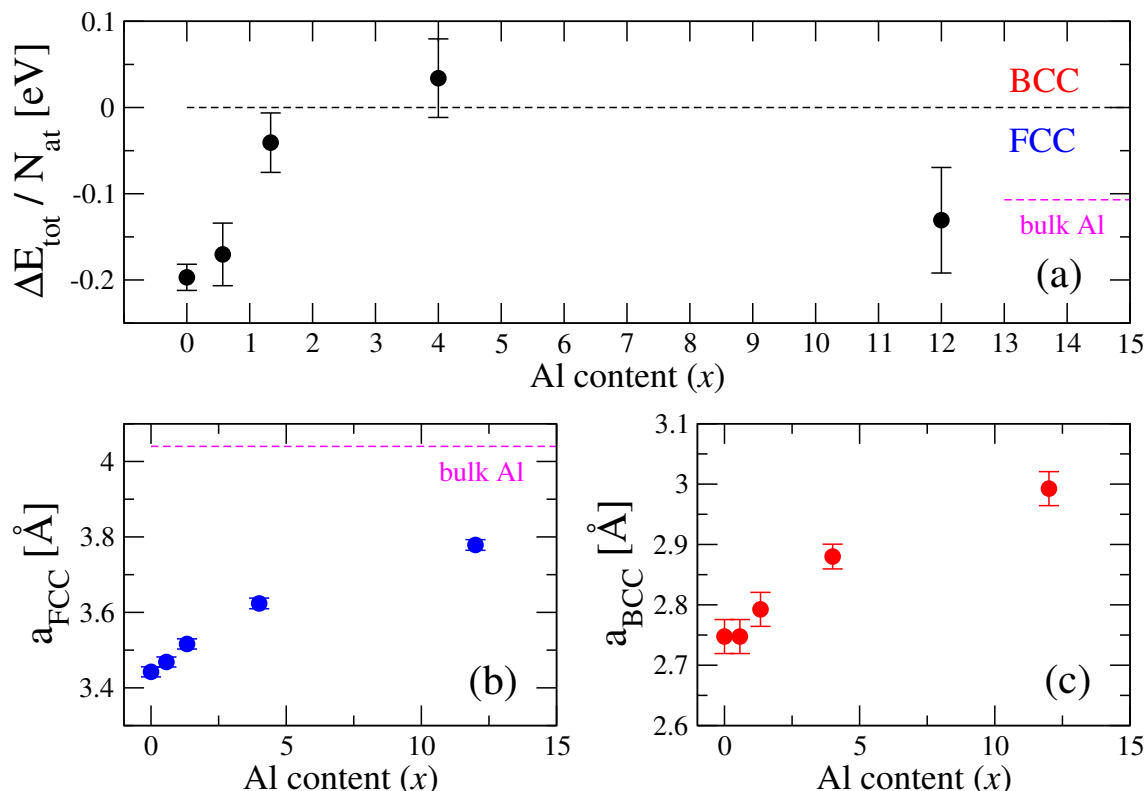 0.1
0
-0.1
-0.2
ΔE_tot / N_at [eV]
BCC
FCC
bulk Al
(a)
0 1 2 3 4 5 6 7 8 9 10 11 12 13 14 15
Al content (x)
4
3.8
3.6
3.4
a_FCC [Å]
bulk Al
(b)
0 5 10 15
Al content (x)
3.1
3
2.9
2.8
2.7
2.6
a_BCC [Å]
(c)
0 5 10 15
Al content (x)